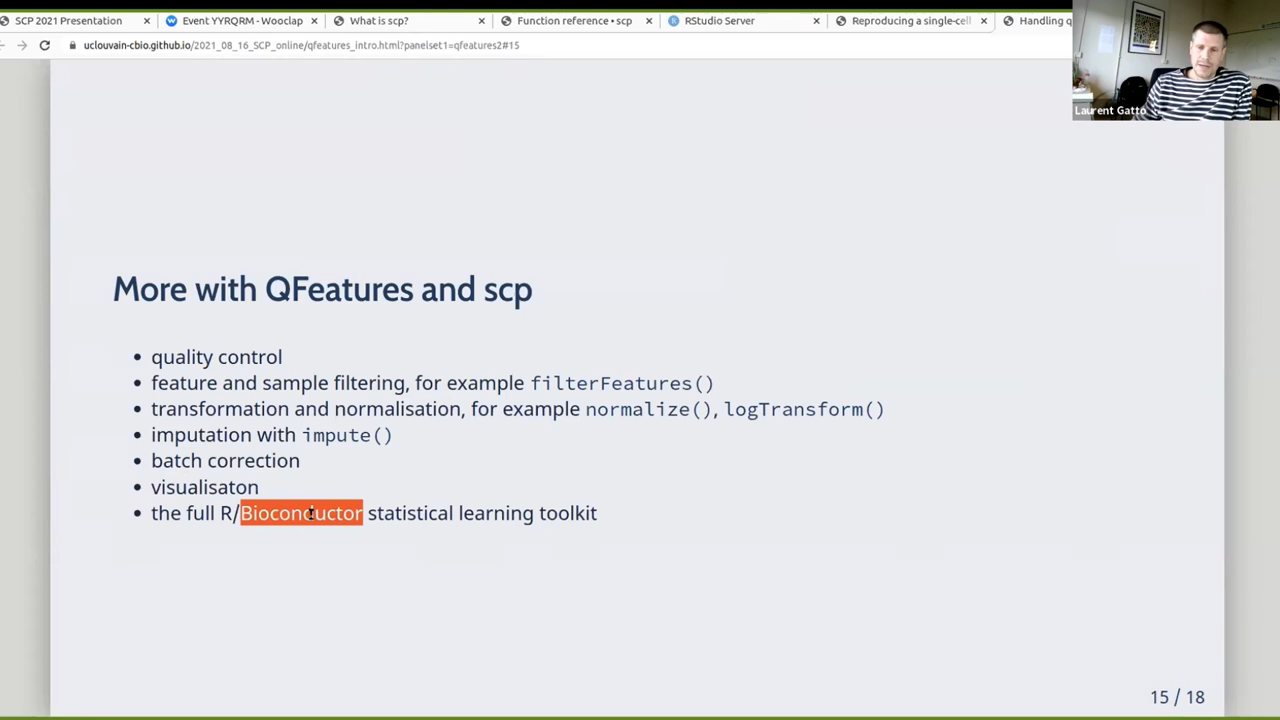 SCP 2021 Presentation
Event YYRQRM - Wooclap
What is scp?
Function reference • scp
RStudio Server
Reproducing a single-cell
Handling q
uclouvain-cbio.github.io/2021_08_16_SCP_online/qfeatures_intro.html?panelset1=qfeatures2#15
Laurent Gatto
More with QFeatures and scp
• quality control
• feature and sample filtering, for example filterFeatures()
• transformation and normalisation, for example normalize(), logTransform()
• imputation with impute()
• batch correction
• visualisaton
• the full R/Bioconductor statistical learning toolkit
15 / 18